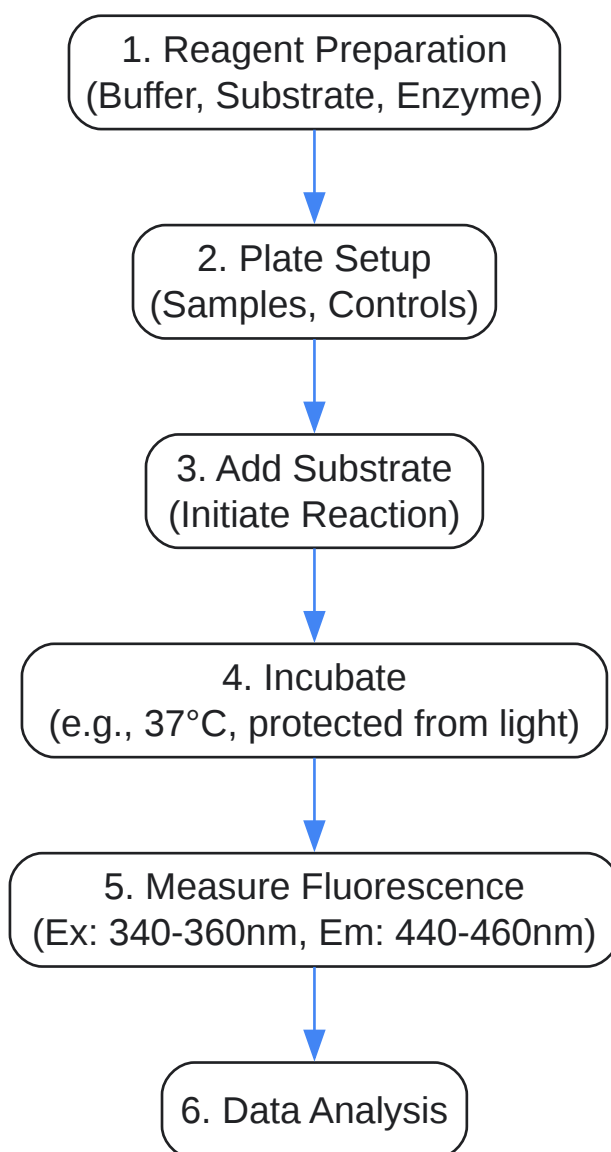 1. Reagent Preparation
(Buffer, Substrate, Enzyme)
2. Plate Setup
(Samples, Controls)
3. Add Substrate
(Initiate Reaction)
4. Incubate
(e.g., 37°C, protected from light)
5. Measure Fluorescence
(Ex: 340-360nm, Em: 440-460nm)
6. Data Analysis